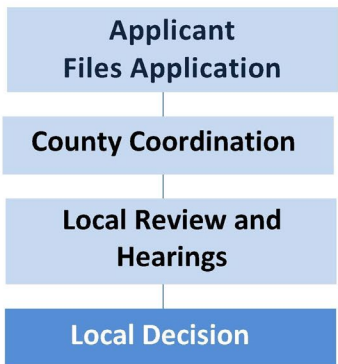 Applicant
Files Application
County Coordination
Local Review and
Hearings
Local Decision